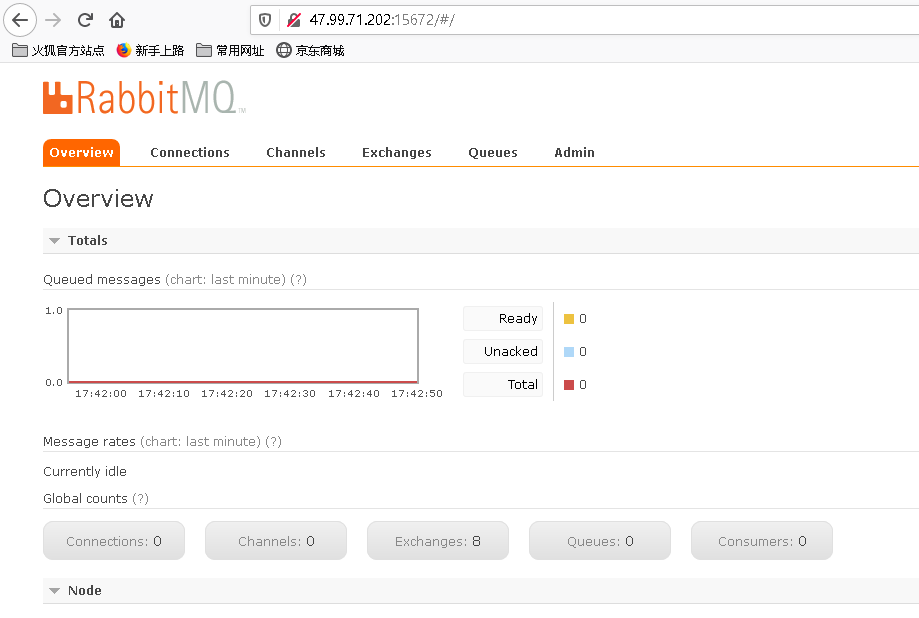 47.99.71.202:15672/#/
火狐官方站点 新手上路 常用网址 京东商城
RabbitMQ™
Overview Connections Channels Exchanges Queues Admin
Overview
Totals
Queued messages (chart: last minute) (?)
1.0
0.0
17:42:00 17:42:10 17:42:20 17:42:30 17:42:40 17:42:50
Ready 0
Unacked 0
Total 0
Message rates (chart: last minute) (?)
Currently idle
Global counts (?)
Connections: 0 Channels: 0 Exchanges: 8 Queues: 0 Consumers: 0
Node